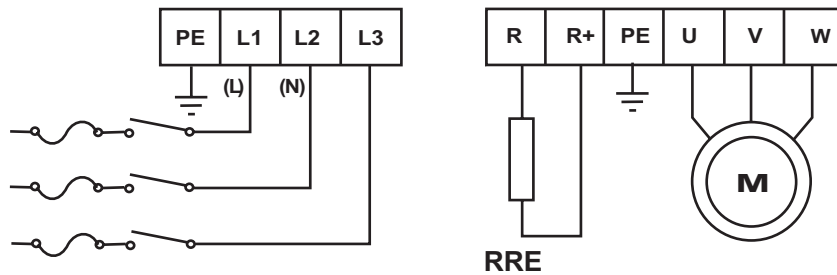 PE L1 L2 L3
(L) (N)
R R+ PE U V W
M
RRE